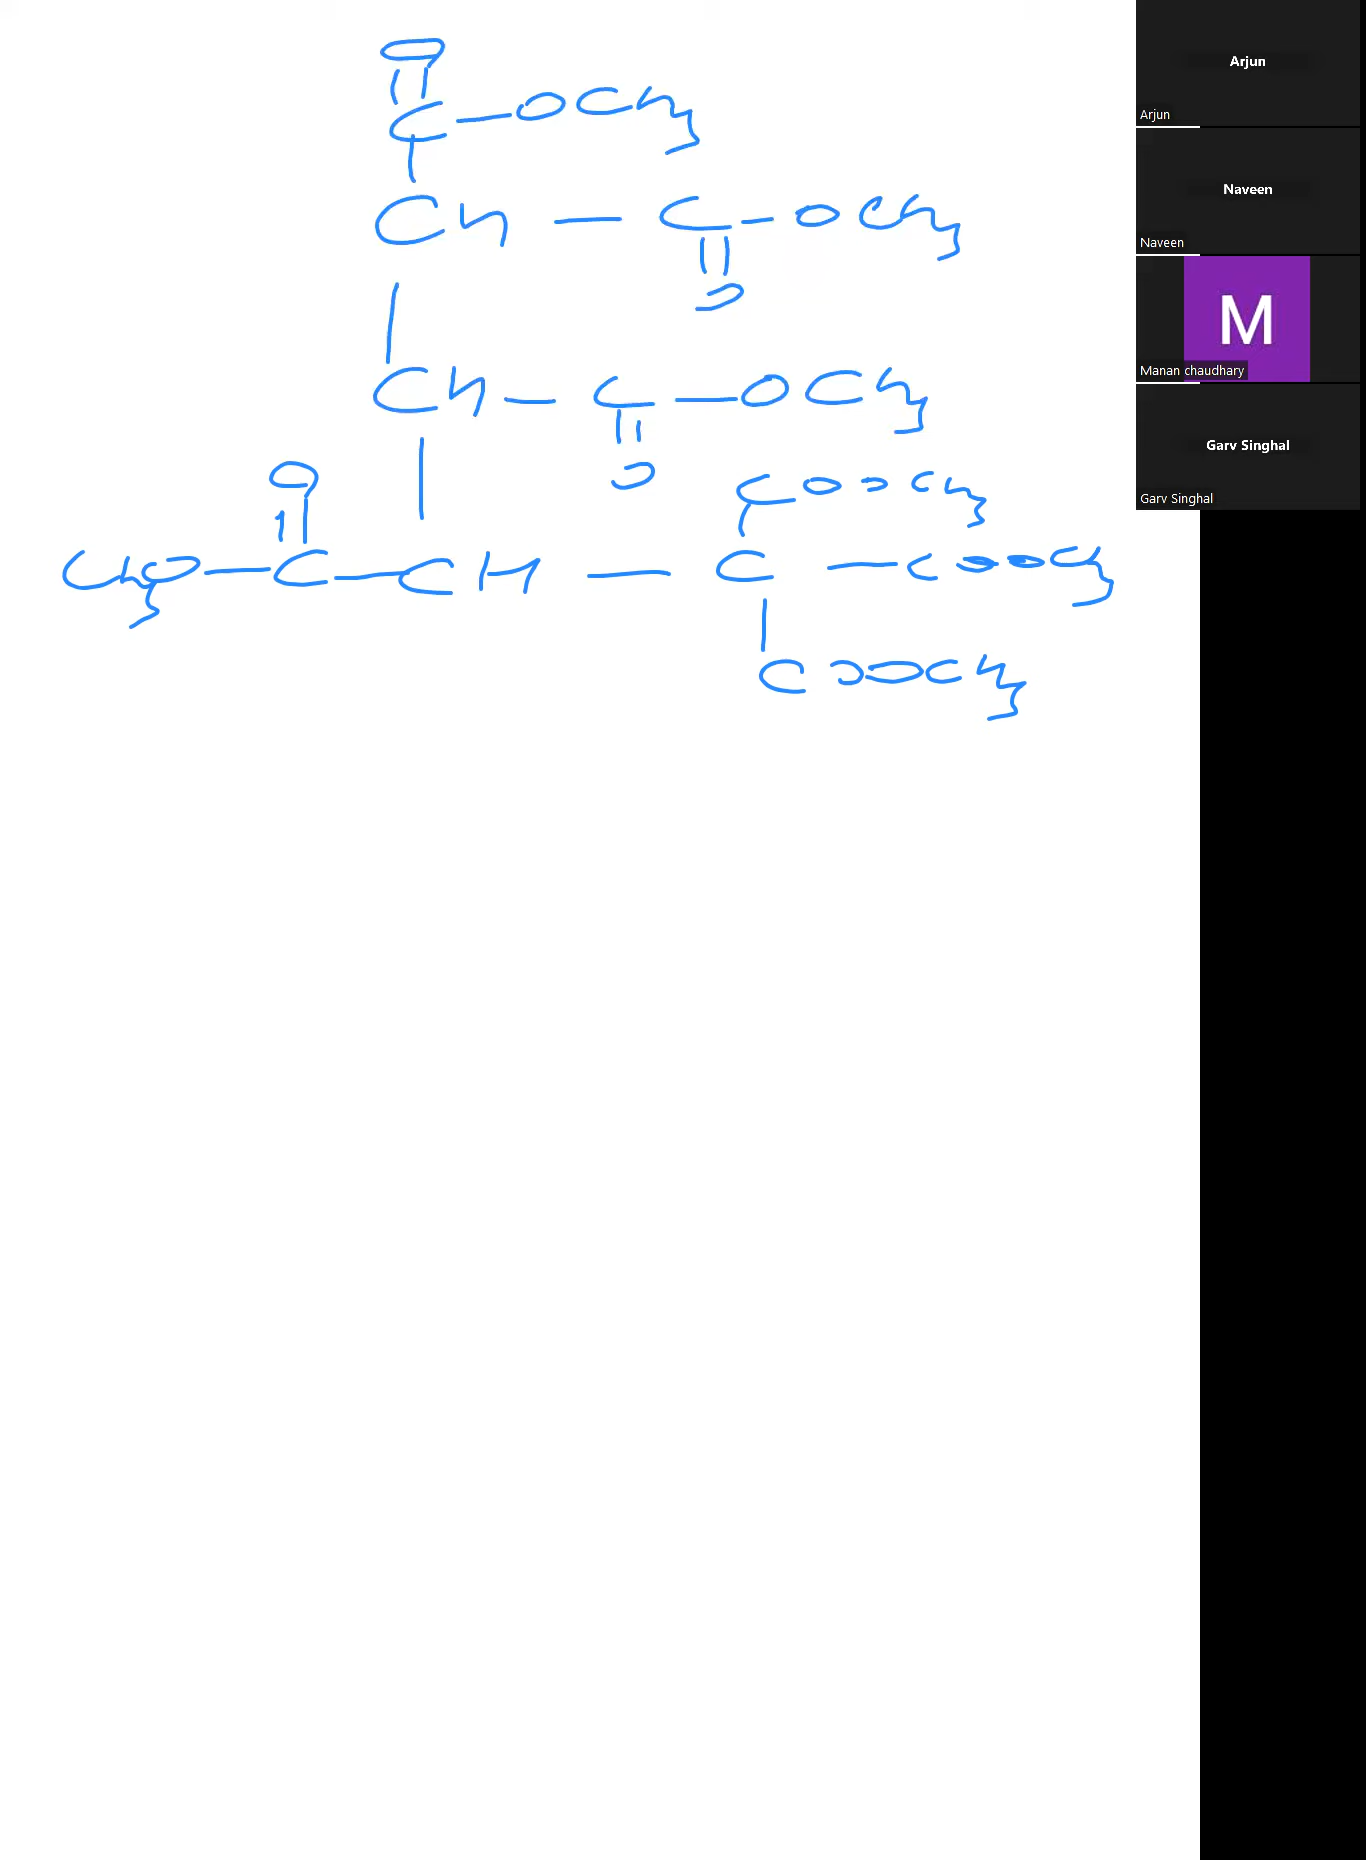 O
C — OCH3
CH — C — OCH3
O
CH — C — OCH3
O
O
COOCH3
CH3O — C — CH — C — COOCH3
COOCH3
Arjun
Arjun
Naveen
Naveen
M
Manan chaudhary
Garv Singhal
Garv Singhal